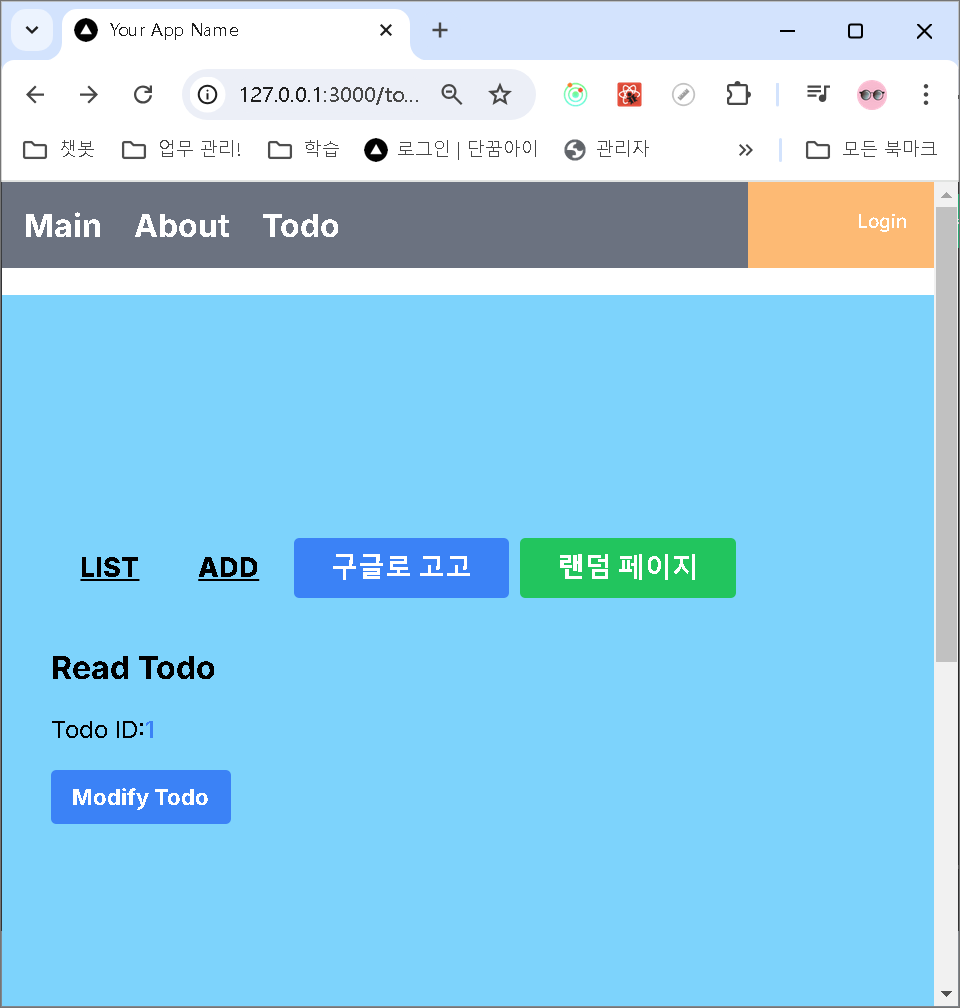 Your App Name
127.0.0.1:3000/to...
챗봇 업무 관리! 학습 로그인 | 단꿈아이 관리자 모든 북마크
Main About Todo Login
LIST ADD 구글로 고고 랜덤 페이지
Read Todo
Todo ID:1
Modify Todo